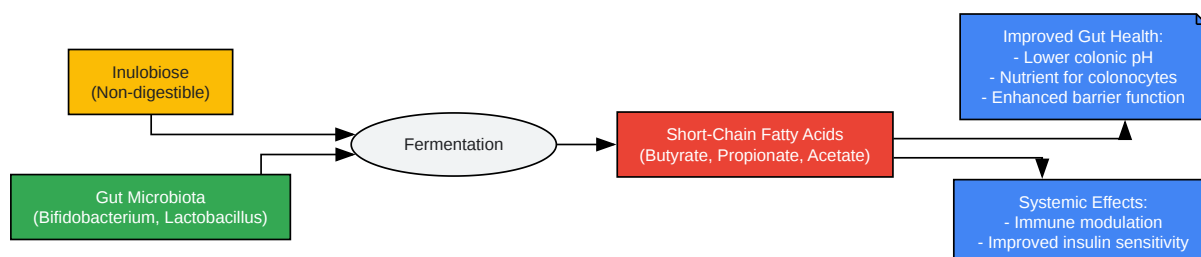 Inulobiose
(Non-digestible)
Gut Microbiota
(Bifidobacterium, Lactobacillus)
Fermentation
Short-Chain Fatty Acids
(Butyrate, Propionate, Acetate)
Improved Gut Health:
- Lower colonic pH
- Nutrient for colonocytes
- Enhanced barrier function
Systemic Effects:
- Immune modulation
- Improved insulin sensitivity